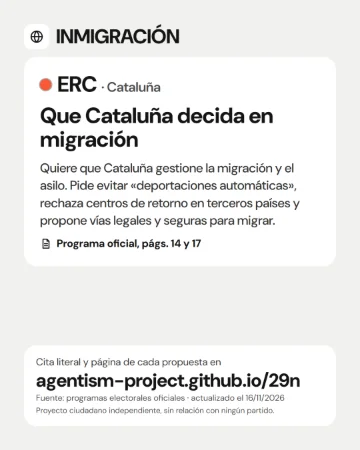 INMIGRACIÓN
ERC · Cataluña
Que Cataluña decida en
migración
Quiere que Cataluña gestione la migración y el
asilo. Pide evitar «deportaciones automáticas»,
rechaza centros de retorno en terceros países y
propone vías legales y seguras para migrar.
Programa oficial, págs. 14 y 17
Cita literal y página de cada propuesta en
agentism-project.github.io/29n
Fuente: programas electorales oficiales · actualizado el 16/11/2026
Proyecto ciudadano independiente, sin relación con ningún partido.